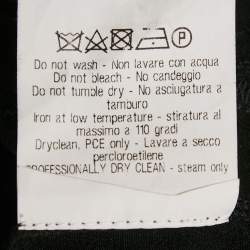 P
Do not wash - Non lavare con acqua
Do not bleach - No candeggio
Do not tumble dry - No asciugatura a
tamburo
Iron at low temperature - stiratura al
massimo a 110 gradi
Dryclean, PCE only - Lavare a secco
percloroetilene
PROFESSIONALLY DRY CLEAN - steam only